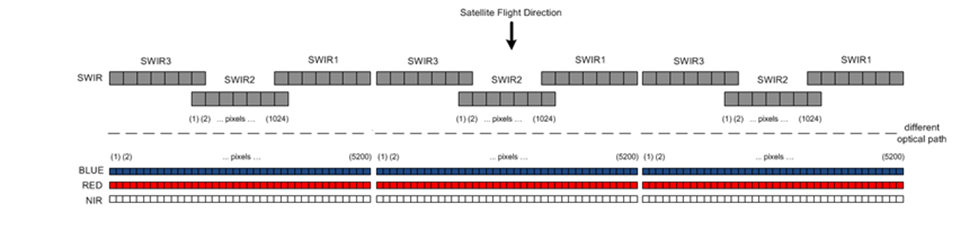 Satellite Flight Direction
SWIR3 SWIR1 SWIR3 SWIR1 SWIR3 SWIR1
SWIR SWIR2 SWIR2 SWIR2
(1) (2) ... pixels ... (1024) (1) (2) ... pixels ... (1024) (1) (2) ... pixels ... (1024)
different
optical path
(1) (2) ... pixels ... (5200) (1) (2) ... pixels ... (5200) (1) (2) ... pixels ... (5200)
BLUE
RED
NIR